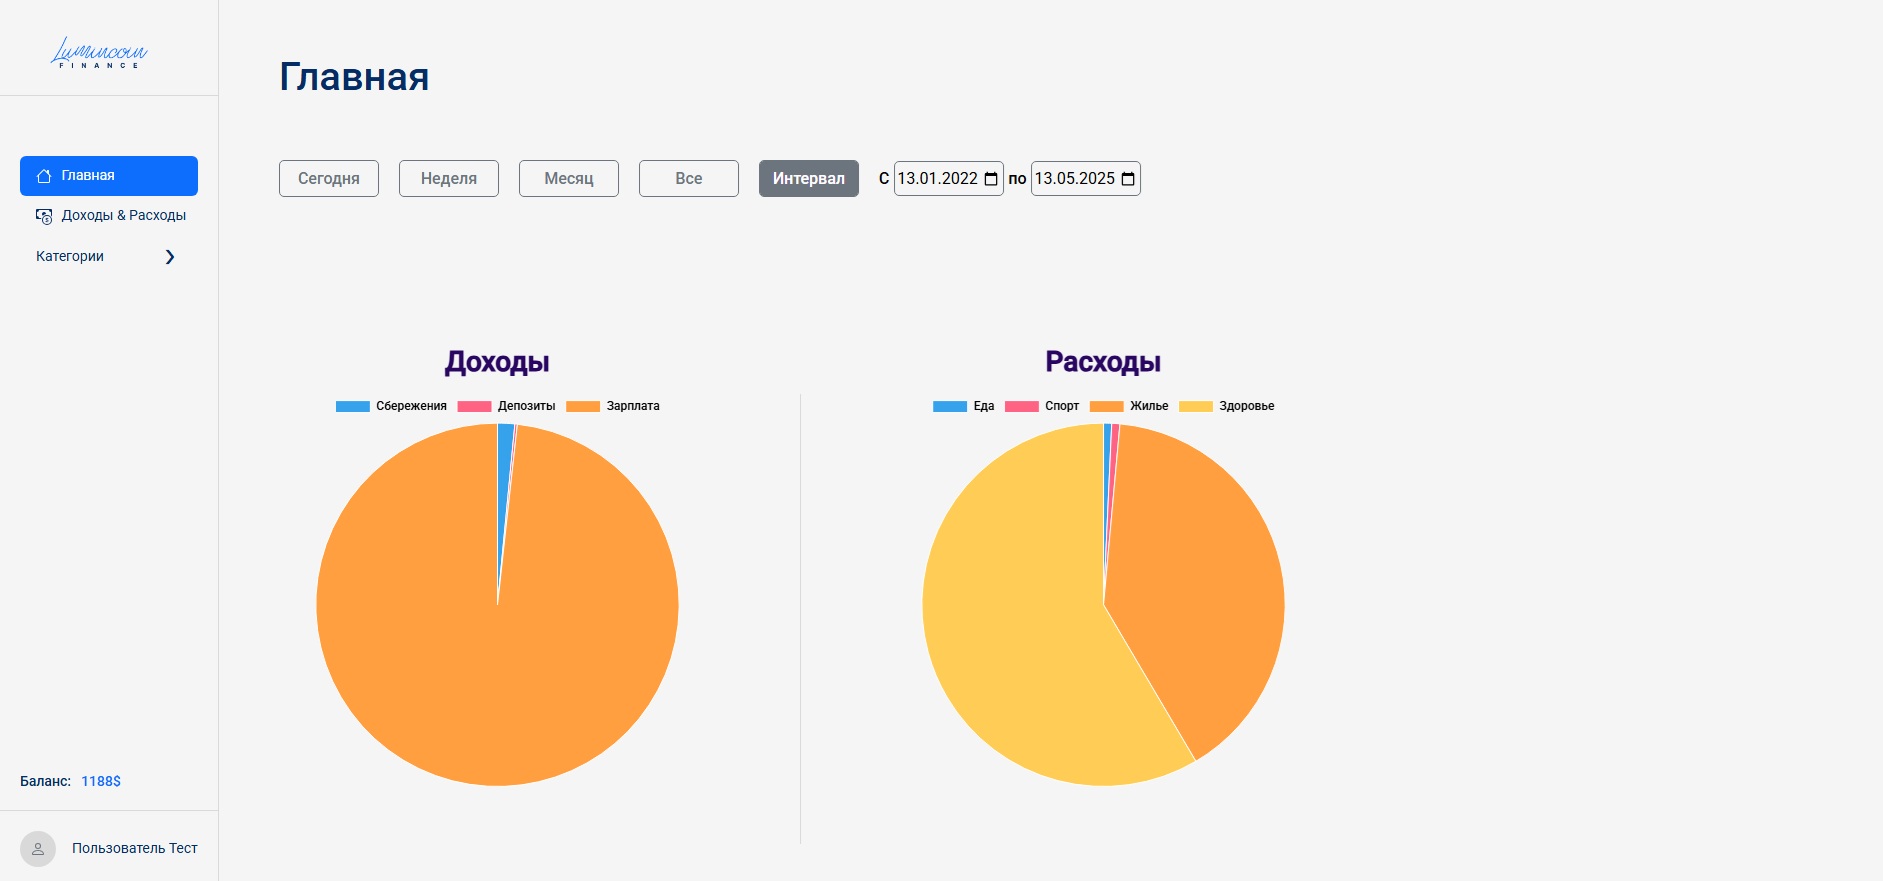 Lumincoin
FINANCE
Главная
Доходы & Расходы
Категории
Баланс: 1188$
Пользователь Тест
Главная
Сегодня Неделя Месяц Все Интервал С 13.01.2022 по 13.05.2025
Доходы
Сбережения Депозиты Зарплата
Расходы
Еда Спорт Жилье Здоровье